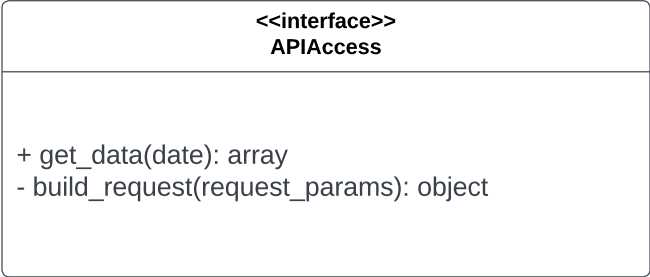 <<interface>>
APIAccess
+ get_data(date): array
- build_request(request_params): object